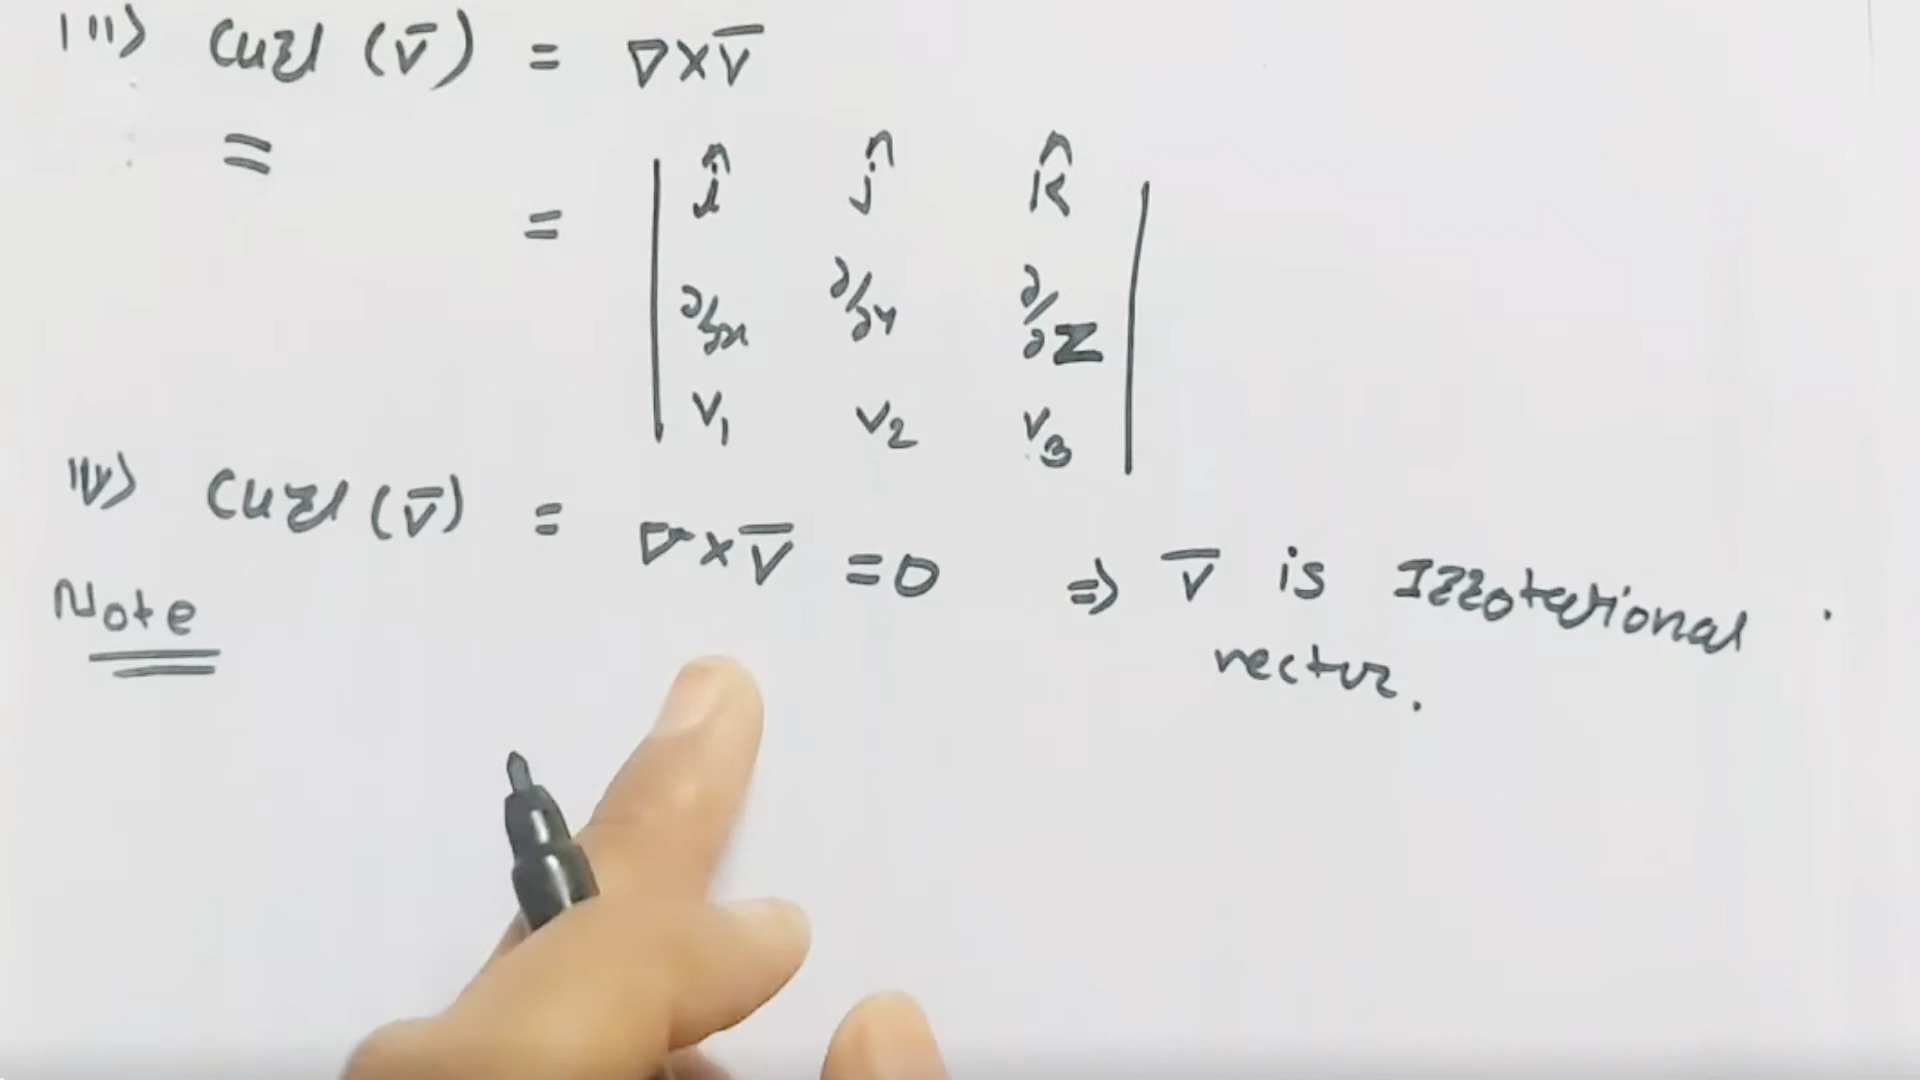 iii) Curl (v̄) = ∇×v̄
=
= | î ĵ k̂ |
| ∂/∂x ∂/∂y ∂/∂z |
| v₁ v₂ v₃ |
iv) Curl (v̄) = ∇×v̄ = 0 ⇒ v̄ is Irrotational
Note vector.